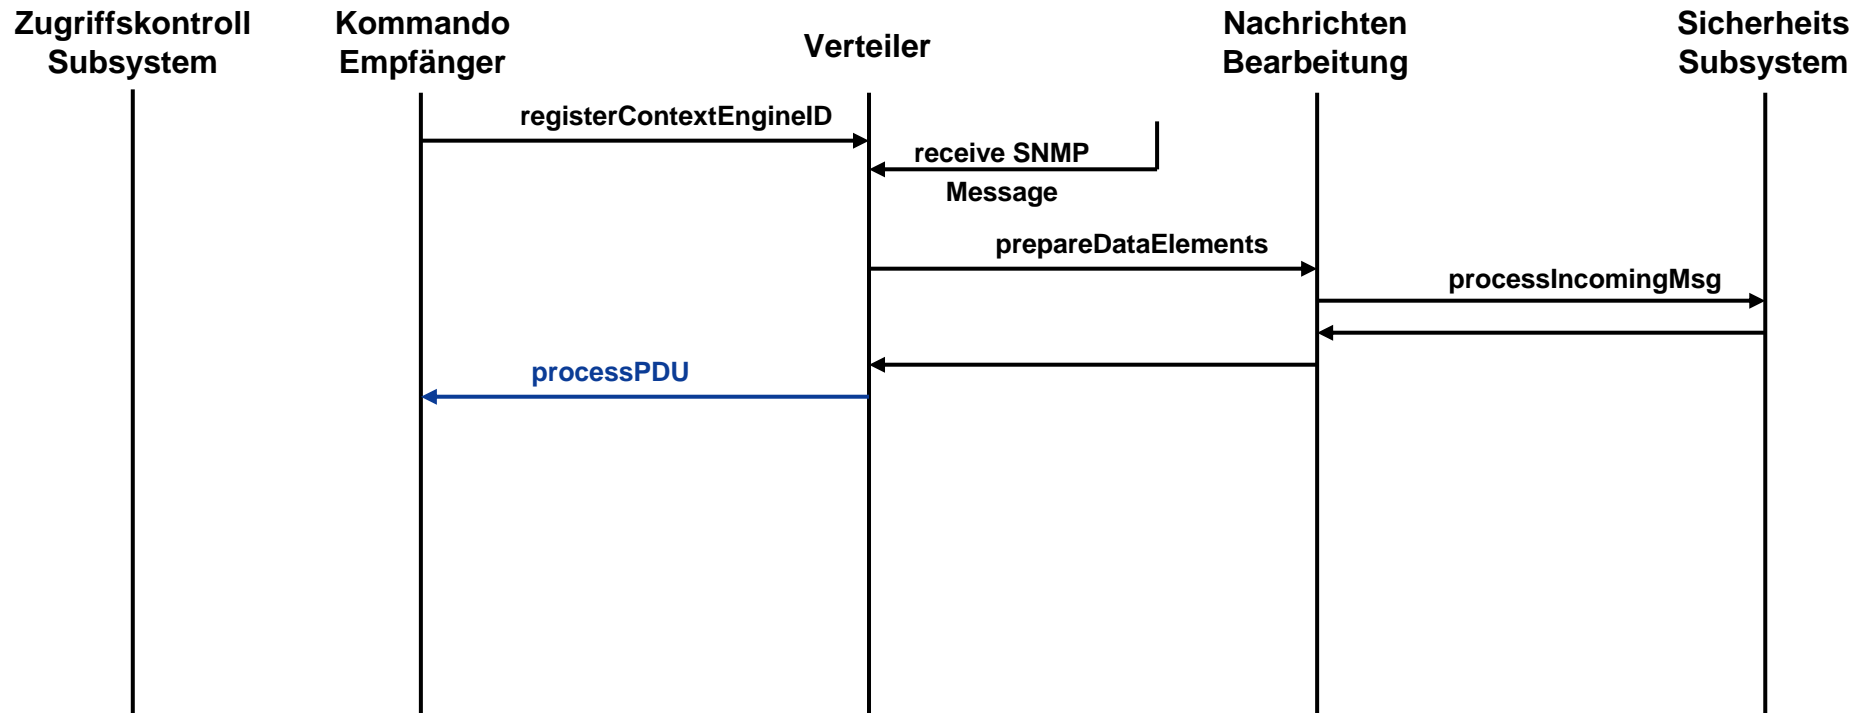 Zugriffskontroll
Subsystem
Kommando
Empfänger
Verteiler
Nachrichten
Bearbeitung
Sicherheits
Subsystem
registerContextEngineID
receive SNMP
Message
prepareDataElements
processIncomingMsg
processPDU